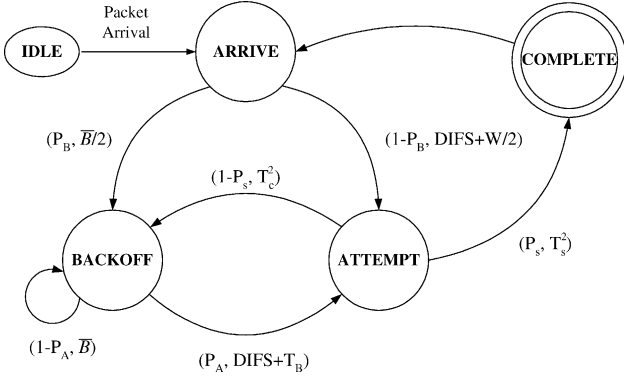 Packet
Arrival
IDLE
ARRIVE
COMPLETE
(P_B, B̅/2)
(1-P_B, DIFS+W/2)
(1-P_s, T_c^2)
BACKOFF
ATTEMPT
(P_s, T_s^2)
(1-P_A, B̅)
(P_A, DIFS+T_B)